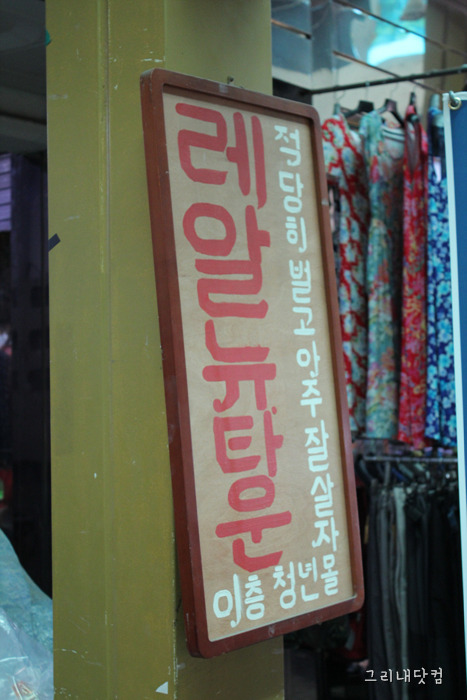 레알뉴타운
적당히 벌고 아주 잘살자
이층 청년몰
그리내닷컴